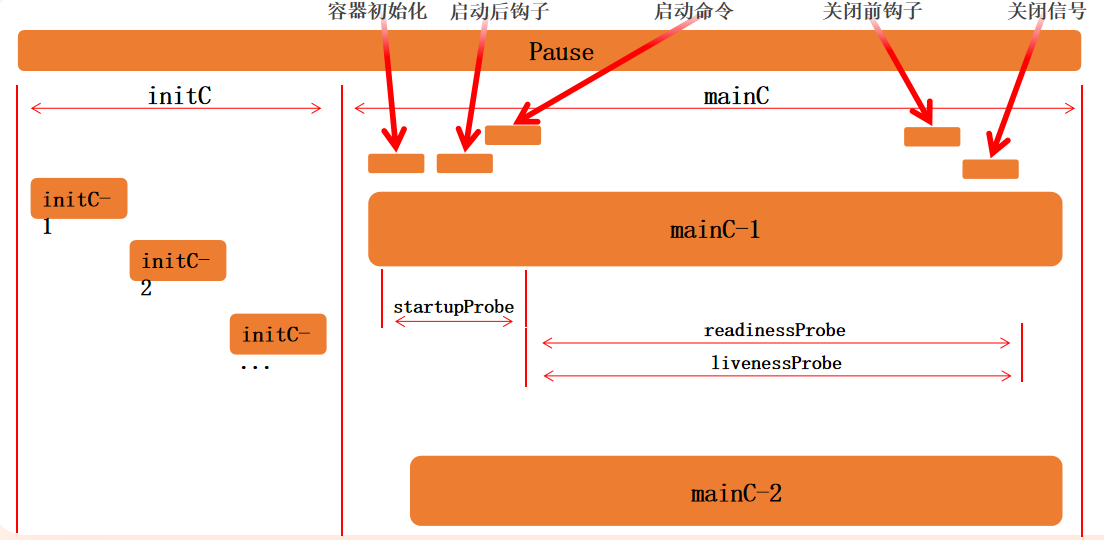 容器初始化 启动后钩子 启动命令 关闭前钩子 关闭信号
Pause
initC mainC
initC-
1
mainC-1
initC-
2
startupProbe
initC-
...
readinessProbe
livenessProbe
mainC-2